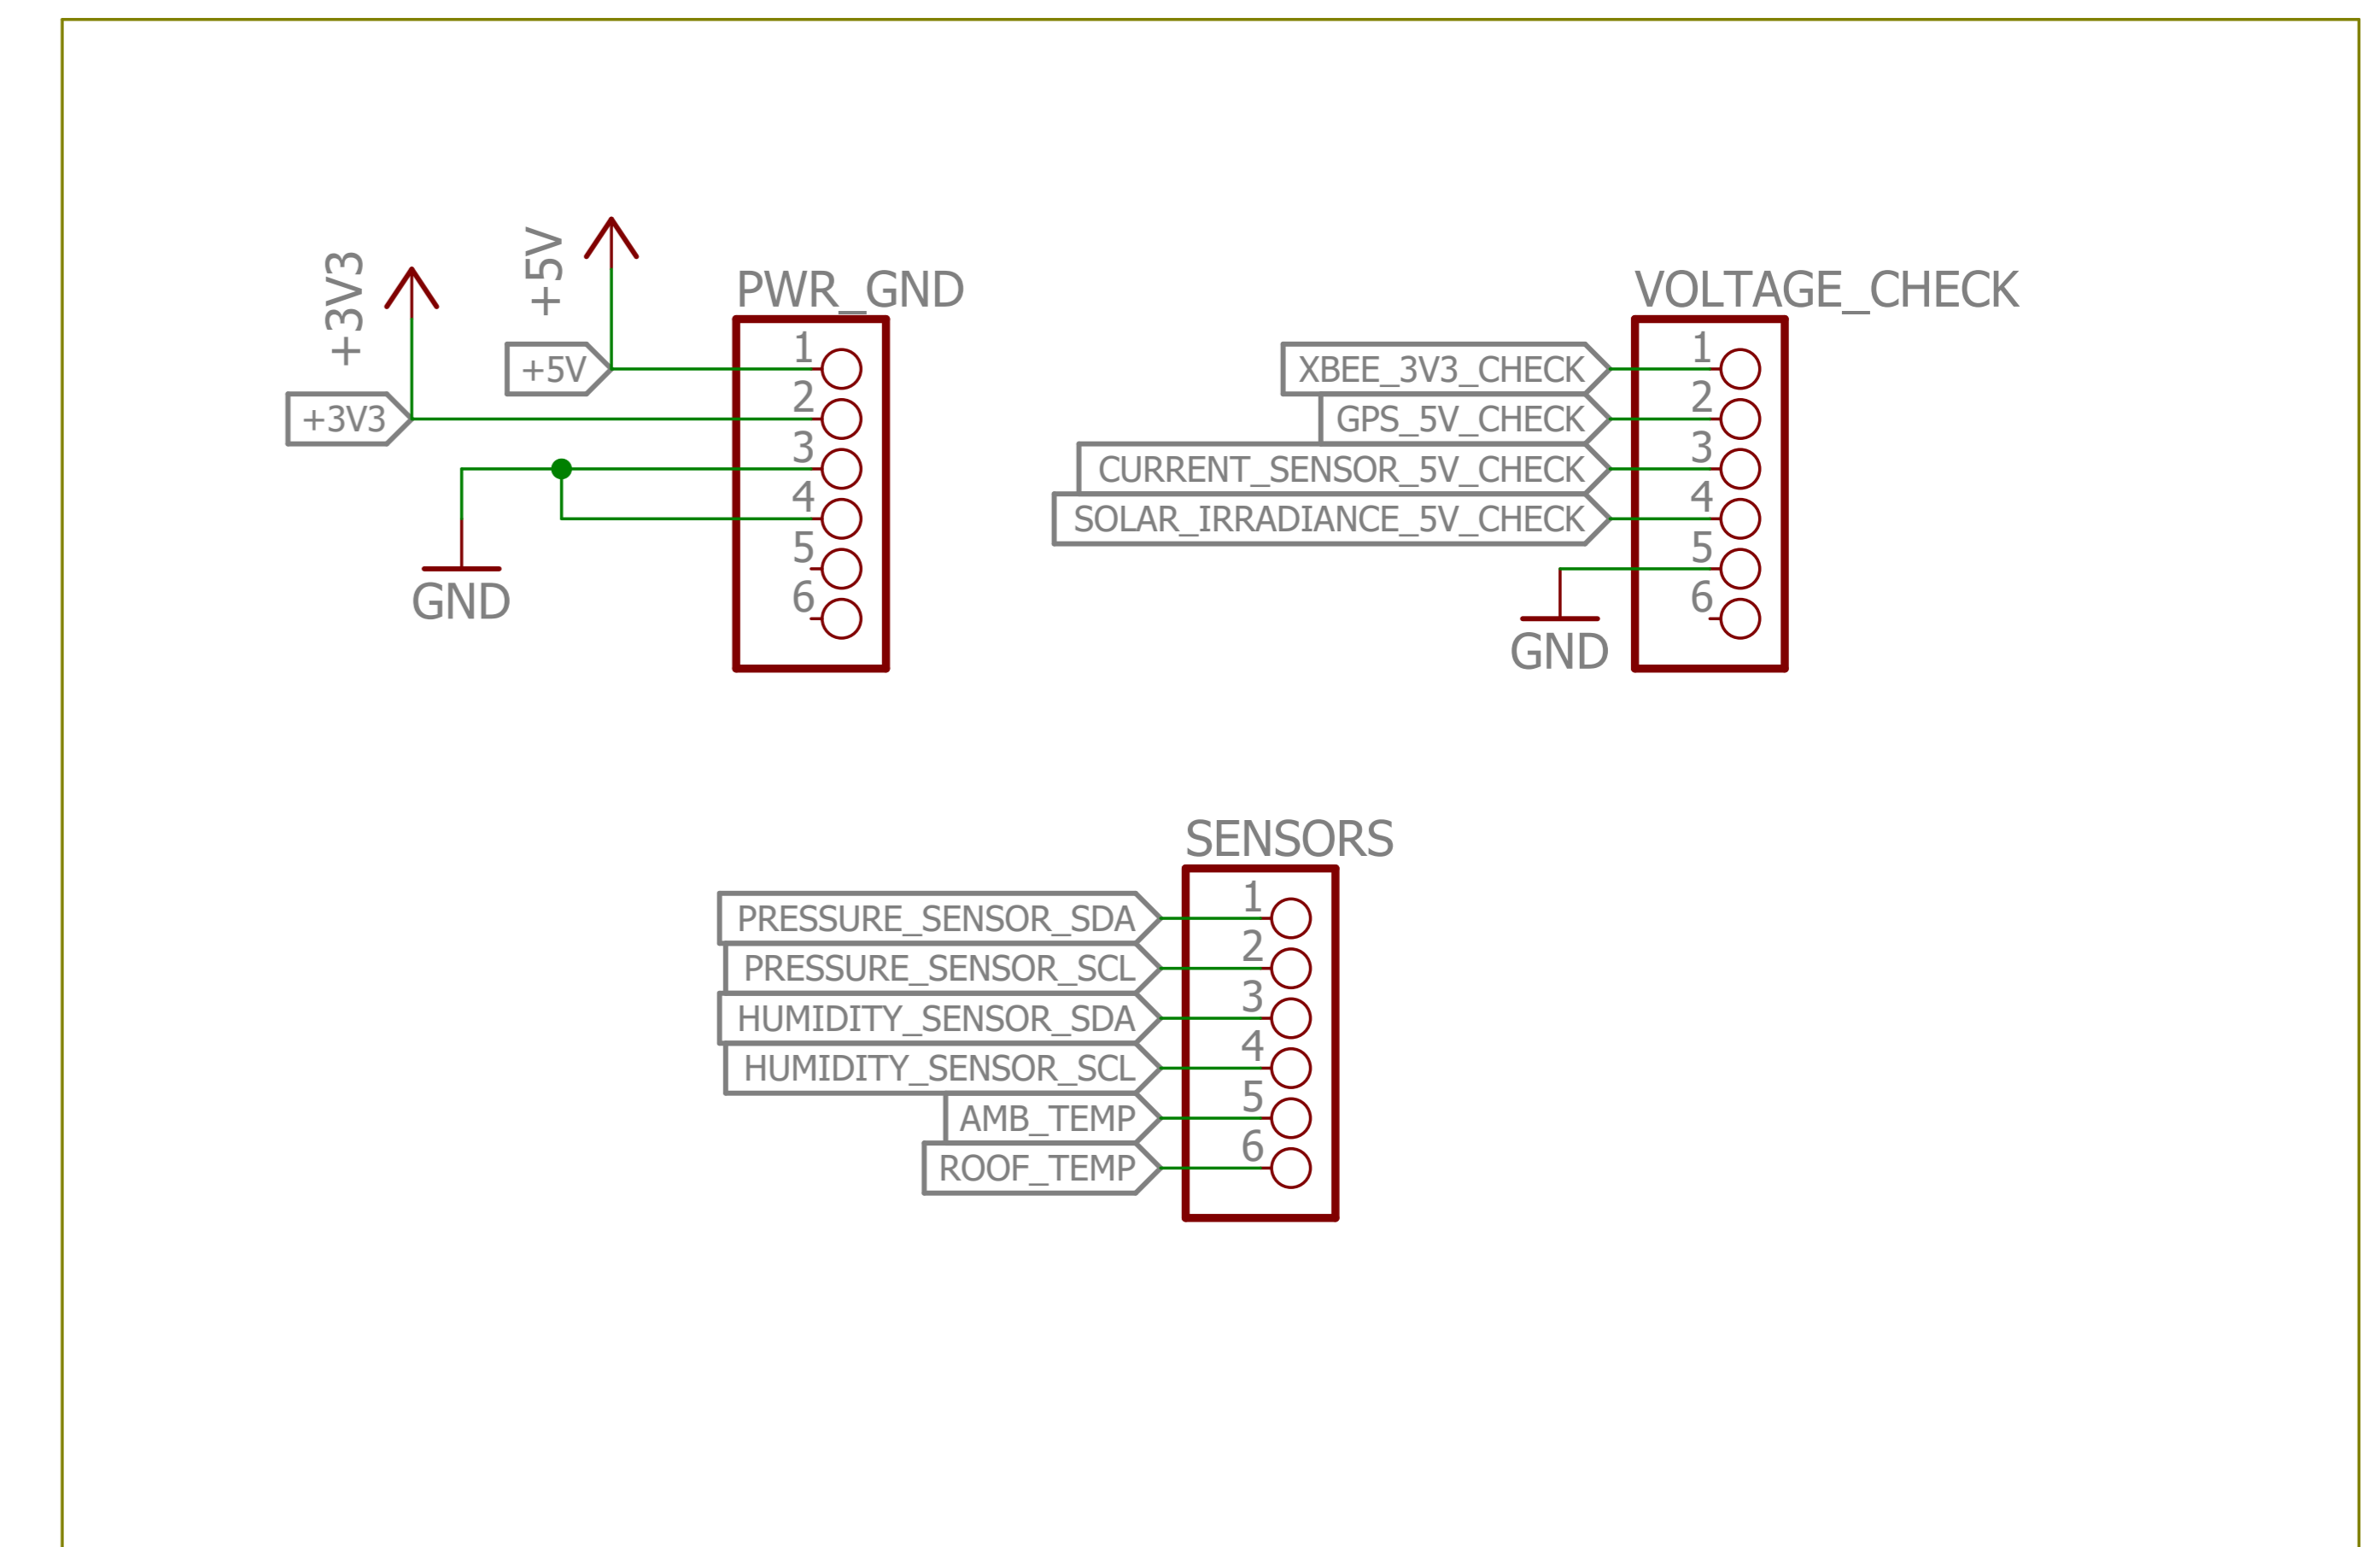 +3V3
+5V
PWR_GND
+5V
+3V3
1
2
3
4
5
6
GND
VOLTAGE_CHECK
XBEE_3V3_CHECK
GPS_5V_CHECK
CURRENT_SENSOR_5V_CHECK
SOLAR_IRRADIANCE_5V_CHECK
1
2
3
4
5
6
GND
SENSORS
PRESSURE_SENSOR_SDA
PRESSURE_SENSOR_SCL
HUMIDITY_SENSOR_SDA
HUMIDITY_SENSOR_SCL
AMB_TEMP
ROOF_TEMP
1
2
3
4
5
6